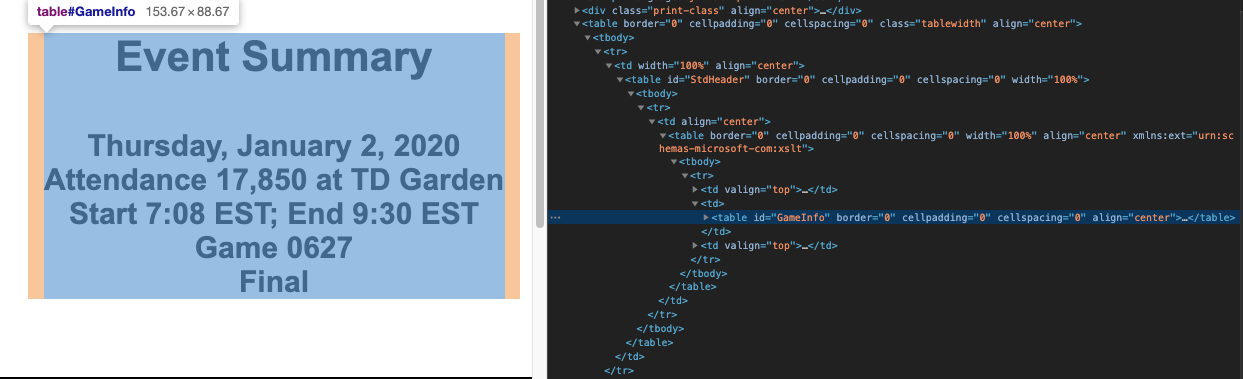 table#GameInfo 153.67 × 88.67
Event Summary
Thursday, January 2, 2020
Attendance 17,850 at TD Garden
Start 7:08 EST; End 9:30 EST
Game 0627
Final
<div class="print-class" align="center">…</div>
<table border="0" cellpadding="0" cellspacing="0" class="tablewidth" align="center">
<tbody>
<tr>
<td width="100%" align="center">
<table id="StdHeader" border="0" cellpadding="0" cellspacing="0" width="100%">
<tbody>
<tr>
<td align="center">
<table border="0" cellpadding="0" cellspacing="0" width="100%" align="center" xmlns:ext="urn:sc
hemas-microsoft-com:xslt">
<tbody>
<tr>
<td valign="top">…</td>
<td>
<table id="GameInfo" border="0" cellpadding="0" cellspacing="0" align="center">…</table>
</td>
<td valign="top">…</td>
</tr>
</tbody>
</table>
</td>
</tr>
</tbody>
</table>
</td>
</tr>